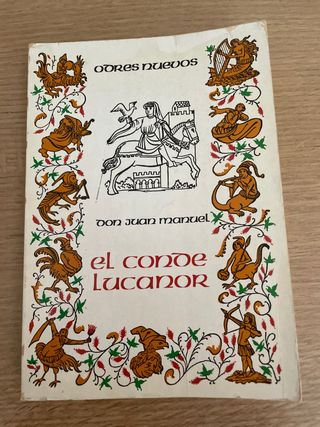 odres nuevos
don juan manuel
el conde
lucanor